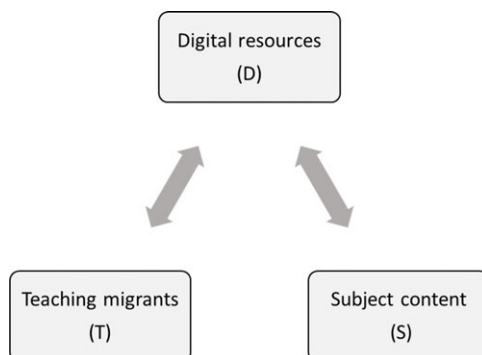 Digital resources
(D)
Teaching migrants
(T)
Subject content
(S)